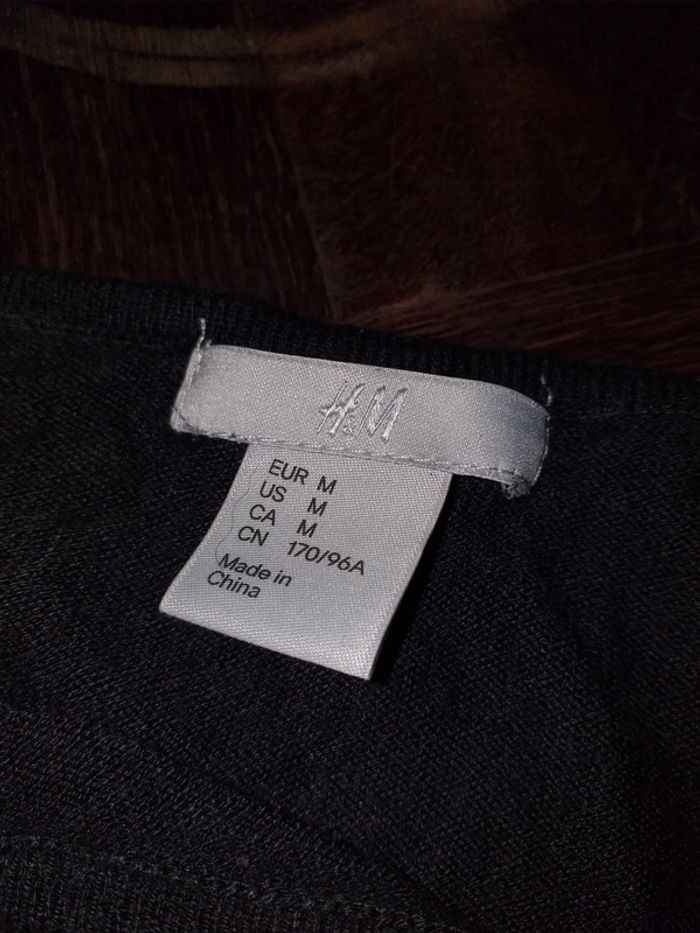 H&M
EUR M
US M
CA M
CN 170/96A
Made in
China